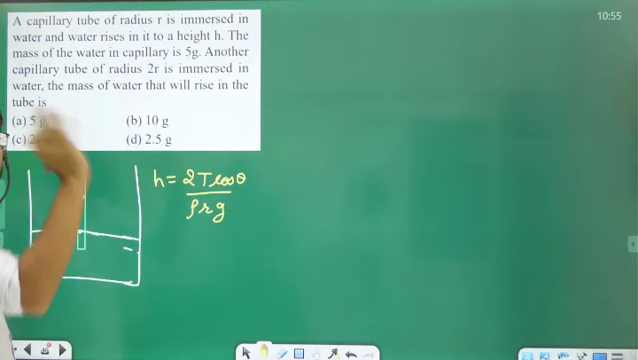 10:55
A capillary tube of radius r is immersed in
water and water rises in it to a height h. The
mass of the water in capillary is 5g. Another
capillary tube of radius 2r is immersed in
water, the mass of water that will rise in the
tube is
(a) 5 g (b) 10 g
(c) 2 (d) 2.5 g
h = 2Tcosθ
ρrg